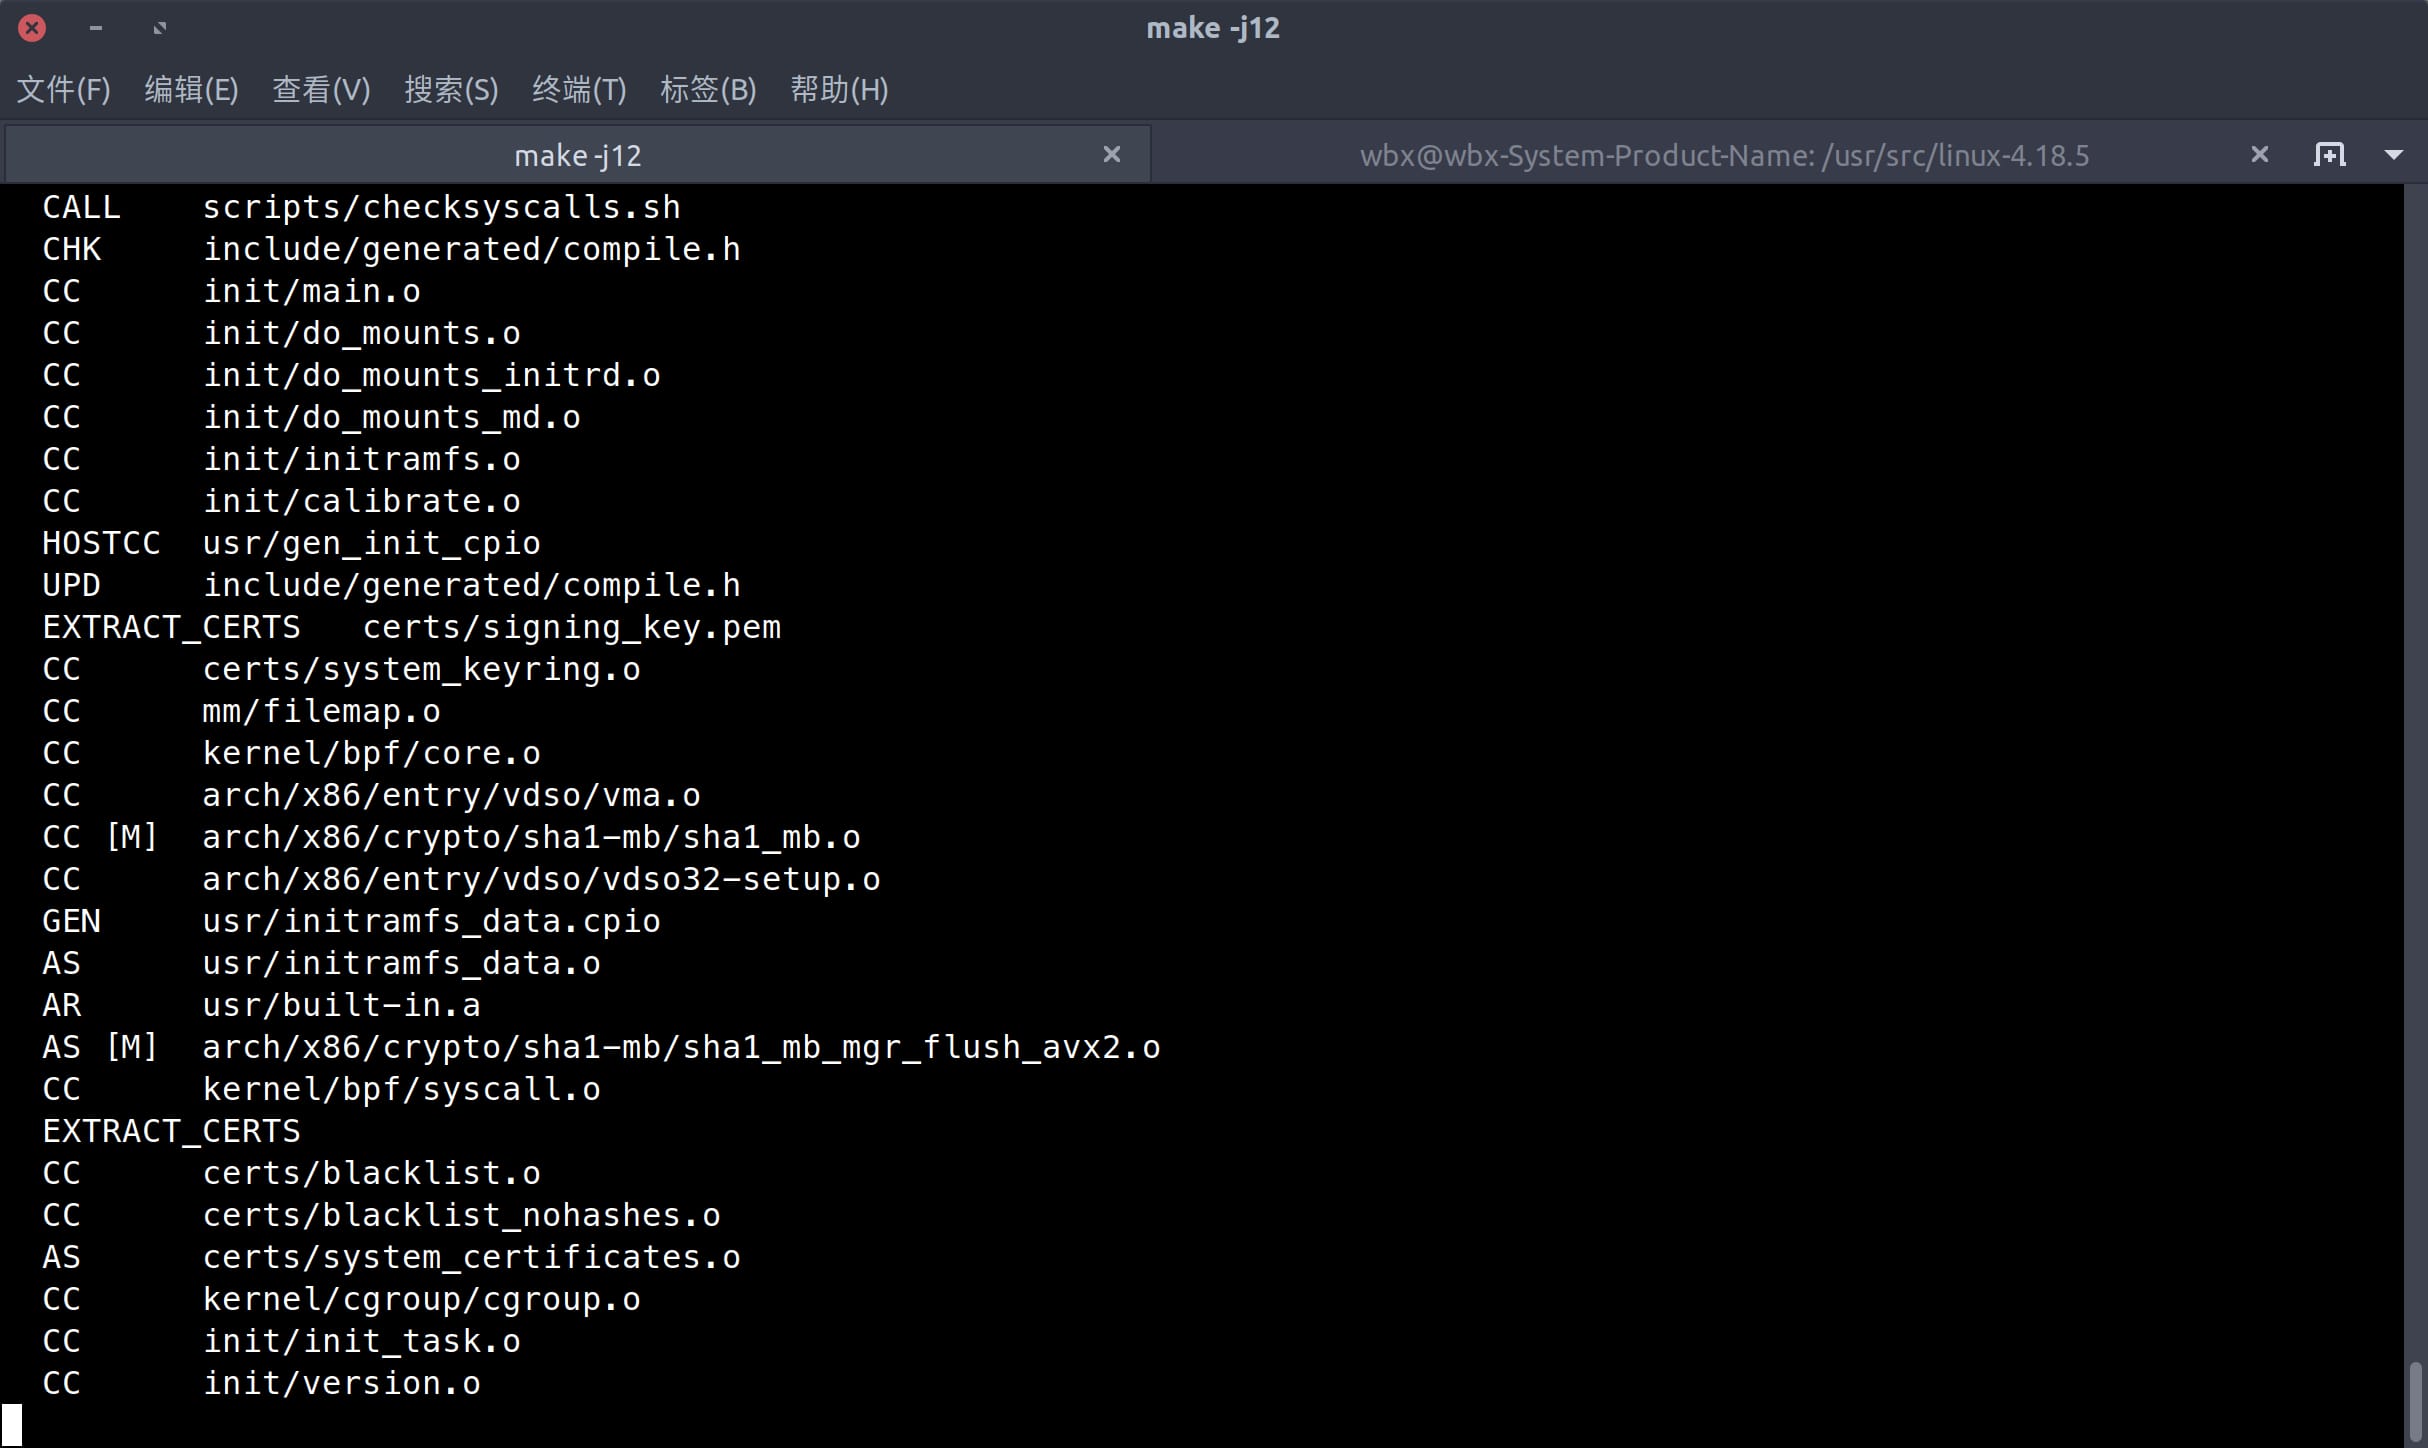 make -j12
文件(F) 编辑(E) 查看(V) 搜索(S) 终端(T) 标签(B) 帮助(H)
make -j12 wbx@wbx-System-Product-Name: /usr/src/linux-4.18.5
CALL scripts/checksyscalls.sh
CHK include/generated/compile.h
CC init/main.o
CC init/do_mounts.o
CC init/do_mounts_initrd.o
CC init/do_mounts_md.o
CC init/initramfs.o
CC init/calibrate.o
HOSTCC usr/gen_init_cpio
UPD include/generated/compile.h
EXTRACT_CERTS certs/signing_key.pem
CC certs/system_keyring.o
CC mm/filemap.o
CC kernel/bpf/core.o
CC arch/x86/entry/vdso/vma.o
CC [M] arch/x86/crypto/sha1-mb/sha1_mb.o
CC arch/x86/entry/vdso/vdso32-setup.o
GEN usr/initramfs_data.cpio
AS usr/initramfs_data.o
AR usr/built-in.a
AS [M] arch/x86/crypto/sha1-mb/sha1_mb_mgr_flush_avx2.o
CC kernel/bpf/syscall.o
EXTRACT_CERTS
CC certs/blacklist.o
CC certs/blacklist_nohashes.o
AS certs/system_certificates.o
CC kernel/cgroup/cgroup.o
CC init/init_task.o
CC init/version.o